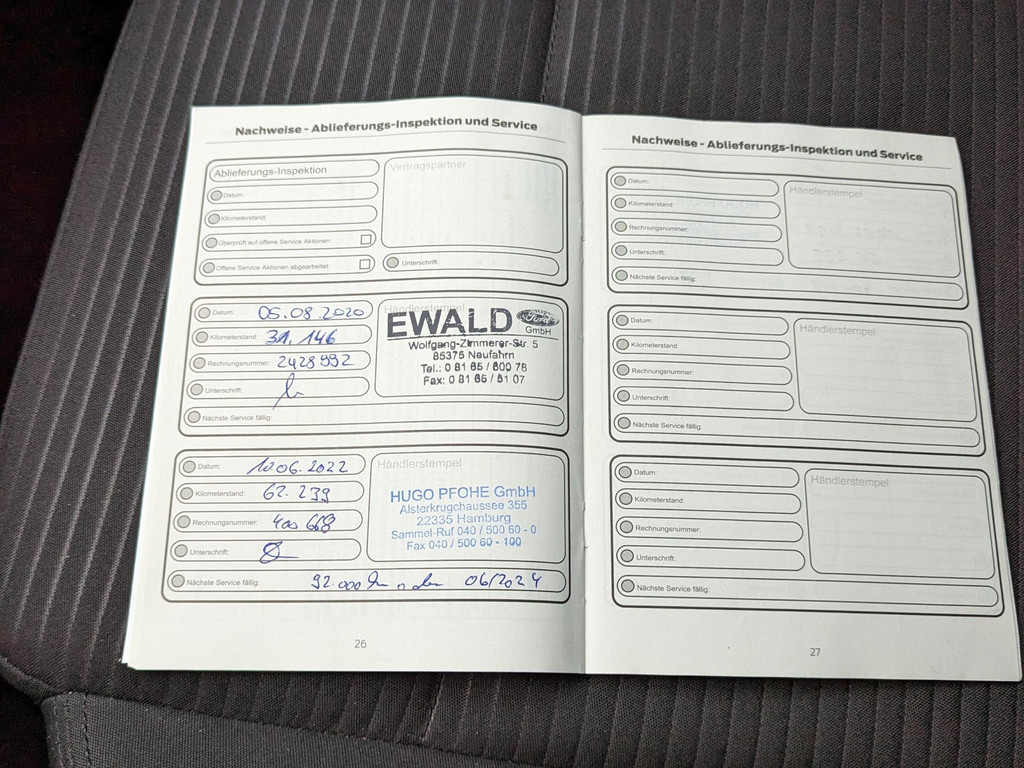 Nachweise - Ablieferungs-Inspektion und Service
Ablieferungs-Inspektion
Vertragspartner
Datum:
Kilometerstand:
Überprüft auf offene Service Aktionen:
Offene Service Aktionen abgearbeitet:
Unterschrift:
Datum: 05.08.2020
Kilometerstand: 31.146
Rechnungsnummer: 2428992
Unterschrift:
Nächste Service fällig:
Händlerstempel
EWALD Ford
GmbH
Wolfgang-Zimmerer-Str. 5
85375 Neufahrn
Tel.: 0 81 65 / 600 78
Fax: 0 81 65 / 51 07
Datum: 10.06.2022
Kilometerstand: 62.239
Rechnungsnummer: 400 668
Unterschrift:
Händlerstempel
HUGO PFOHE GmbH
Alsterkrugchaussee 355
22335 Hamburg
Sammel-Ruf 040 / 500 60 - 0
Fax 040 / 500 60 - 100
Nächste Service fällig: 92.000 km oder 06/2024
26
Nachweise - Ablieferungs-Inspektion und Service
Datum:
Kilometerstand:
Rechnungsnummer:
Unterschrift:
Nächste Service fällig:
Händlerstempel
Datum:
Kilometerstand:
Rechnungsnummer:
Unterschrift:
Nächste Service fällig:
Händlerstempel
Datum:
Kilometerstand:
Rechnungsnummer:
Unterschrift:
Nächste Service fällig:
Händlerstempel
27